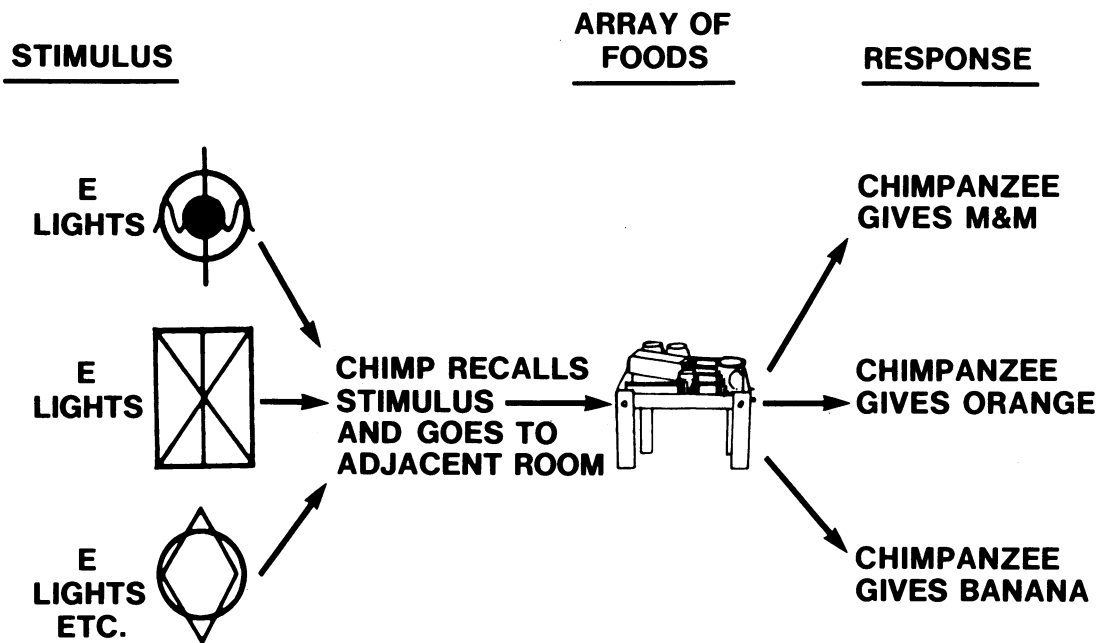 STIMULUS
ARRAY OF
FOODS
RESPONSE
E
LIGHTS
E
LIGHTS
E
LIGHTS
ETC.
CHIMP RECALLS
STIMULUS
AND GOES TO
ADJACENT ROOM
CHIMPANZEE
GIVES M&M
CHIMPANZEE
GIVES ORANGE
CHIMPANZEE
GIVES BANANA